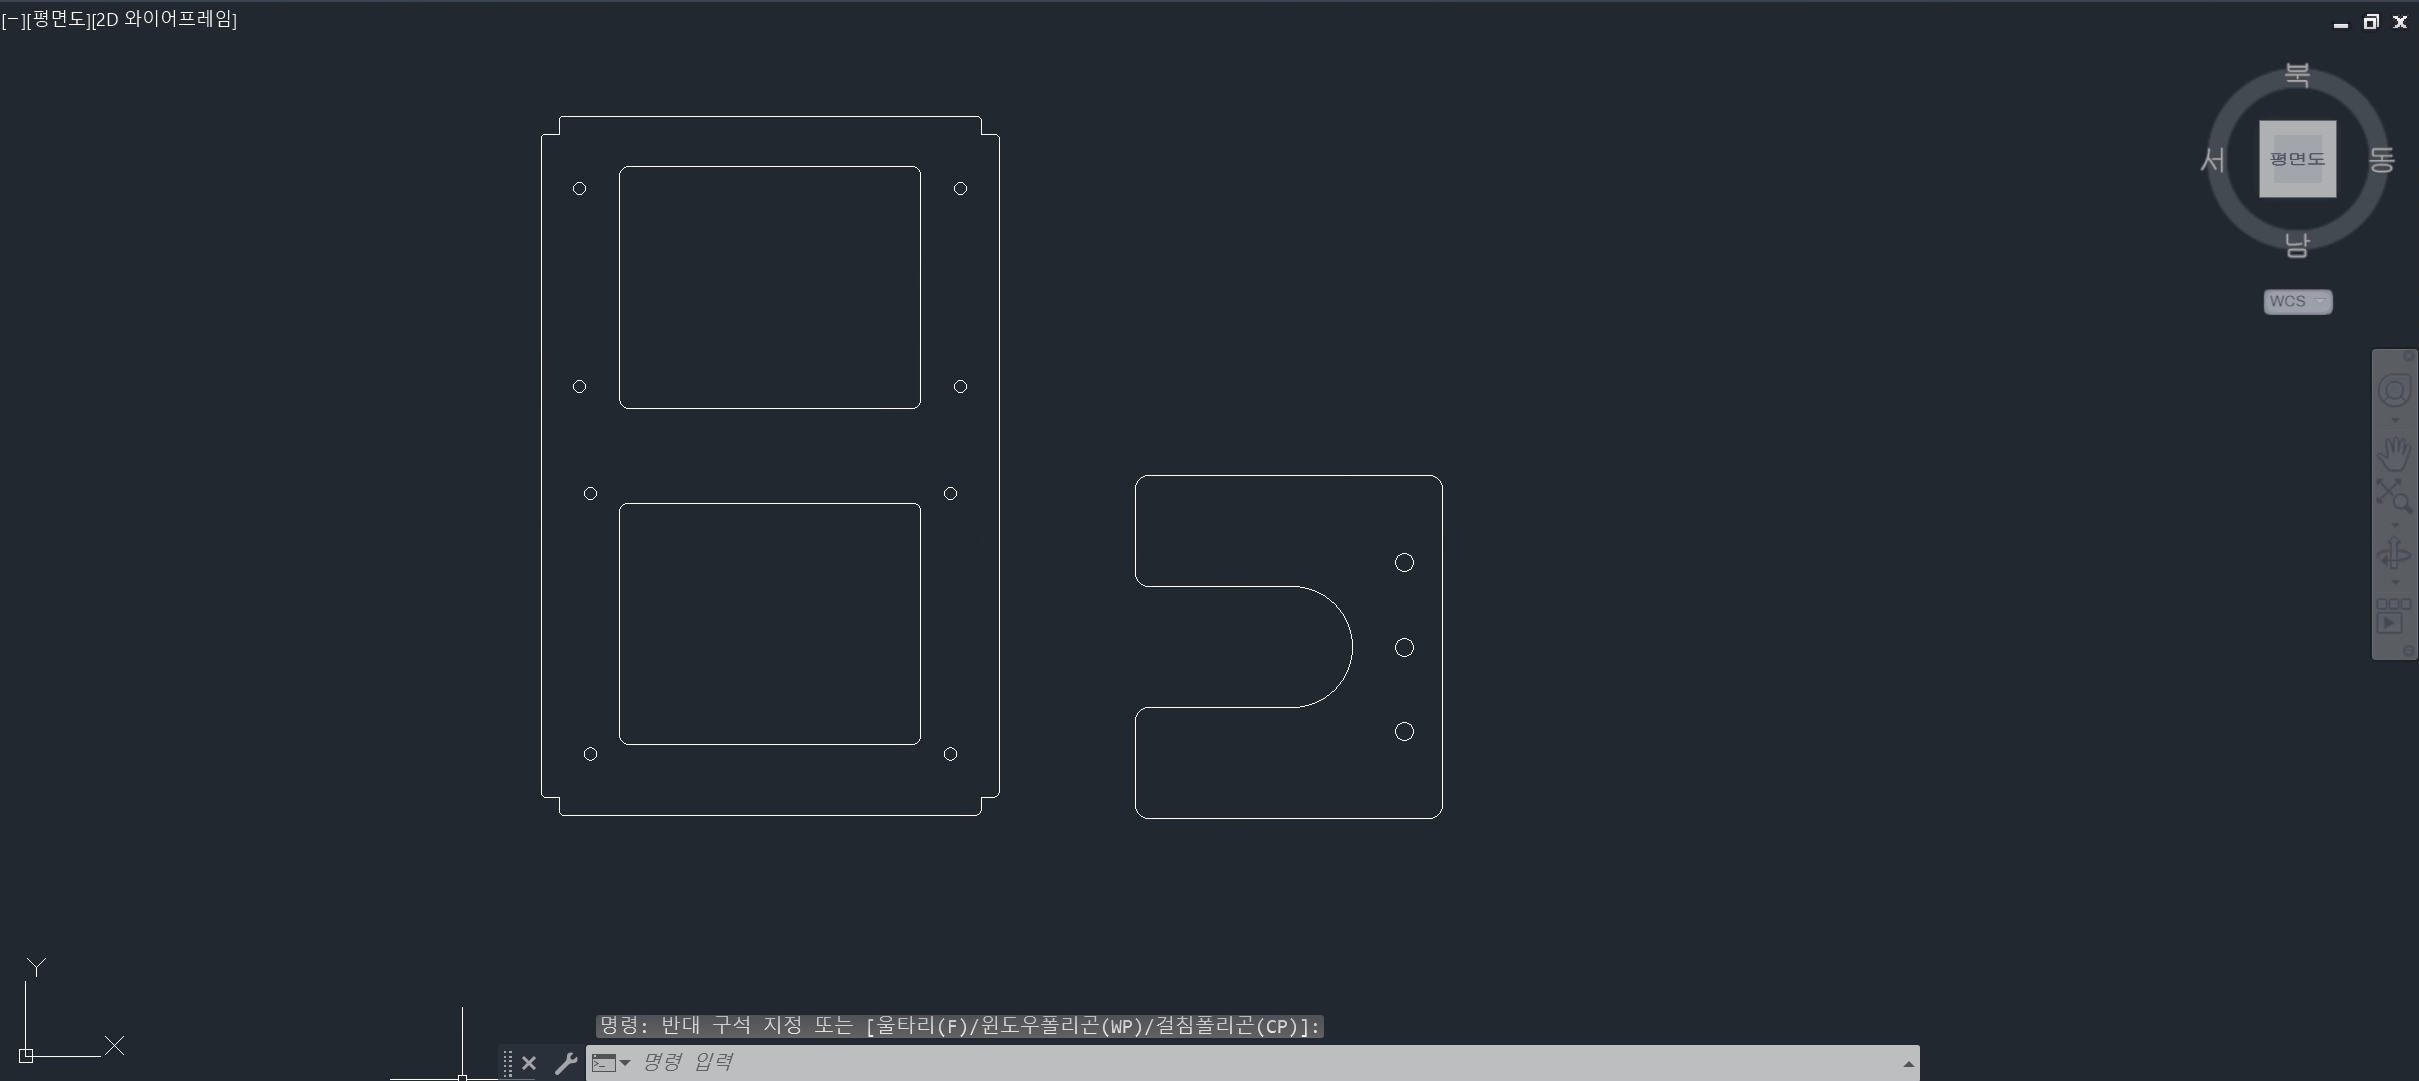 [−][평면도][2D 와이어프레임]
북
서
평면도
동
남
WCS
Y
X
명령: 반대 구석 지정 또는 [울타리(F)/윈도우폴리곤(WP)/걸침폴리곤(CP)]:
명령 입력